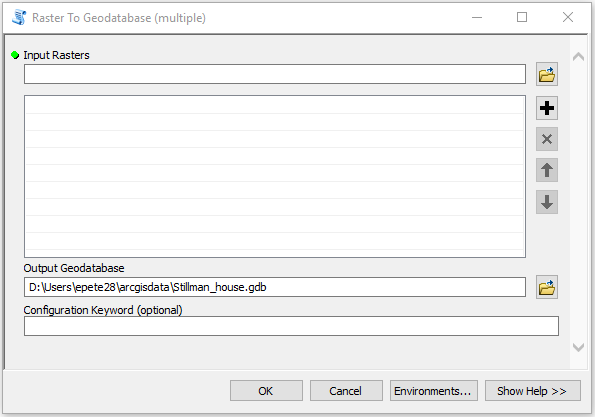 Raster To Geodatabase (multiple)
Input Rasters
Output Geodatabase
D:\Users\epete28\arcgisdata\Stillman_house.gdb
Configuration Keyword (optional)
OK Cancel Environments... Show Help >>